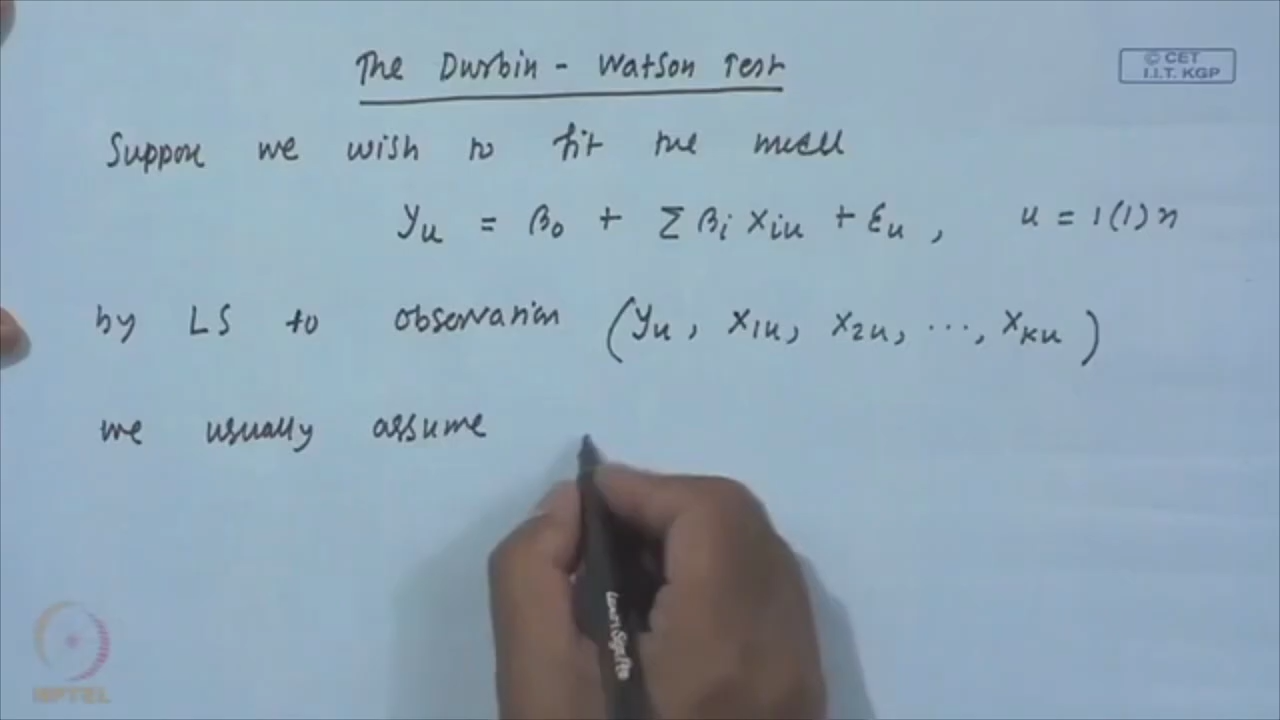 The Durbin - Watson Test
© CET
I.I.T. KGP
Suppose we wish to fit the model
Yu = β0 + Σ βi Xiu + εu , u = 1(1)n
by LS to observation (Yu, X1u, X2u, ..., XKu)
we usually assume
NPTEL